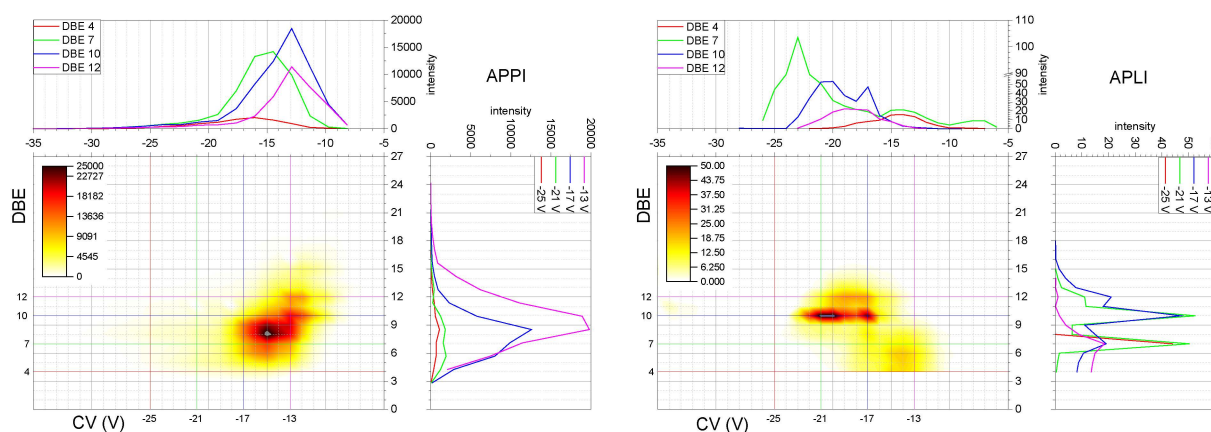 DBE 4
DBE 7
DBE 10
DBE 12
20000
15000
10000
5000
0
intensity
-35 -30 -25 -20 -15 -10 -5
APPI
intensity
0 5000 10000 15000 20000
-25 V
-21 V
-17 V
-13 V
25000
22500
18182
13636
9091
4545
0
DBE
12
10
7
4
27
24
21
18
15
12
9
6
3
0
CV (V) -25 -21 -17 -13
DBE 4
DBE 7
DBE 10
DBE 12
110
100
90
50
40
30
20
10
0
intensity
-35 -30 -25 -20 -15 -10 -5
APLI
intensity
0 10 20 30 40 50
-25 V
-21 V
-17 V
-13 V
50.00
43.75
37.50
31.25
25.00
18.75
12.50
6.250
0.000
DBE
12
10
7
4
27
24
21
18
15
12
9
6
3
0
CV (V) -25 -21 -17 -13